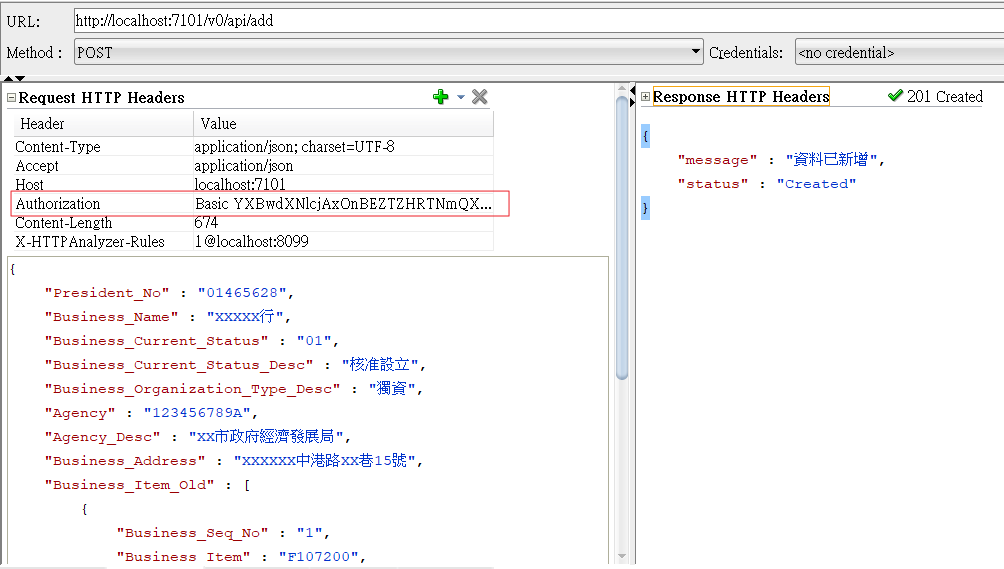 URL: http://localhost:7101/v0/api/add
Method : POST Credentials: <no credential>
Request HTTP Headers
Header Value
Content-Type application/json; charset=UTF-8
Accept application/json
Host localhost:7101
Authorization Basic YXBwdXNlcjAxOnBEZTZHRTNmQX...
Content-Length 674
X-HTTPAnalyzer-Rules 1@localhost:8099
{
"President_No" : "01465628",
"Business_Name" : "XXXXX行",
"Business_Current_Status" : "01",
"Business_Current_Status_Desc" : "核准設立",
"Business_Organization_Type_Desc" : "獨資",
"Agency" : "123456789A",
"Agency_Desc" : "XX市政府經濟發展局",
"Business_Address" : "XXXXXX中港路XX巷15號",
"Business_Item_Old" : [
{
"Business_Seq_No" : "1",
"Business_Item" : "F107200",
Response HTTP Headers 201 Created
{
"message" : "資料已新增",
"status" : "Created"
}